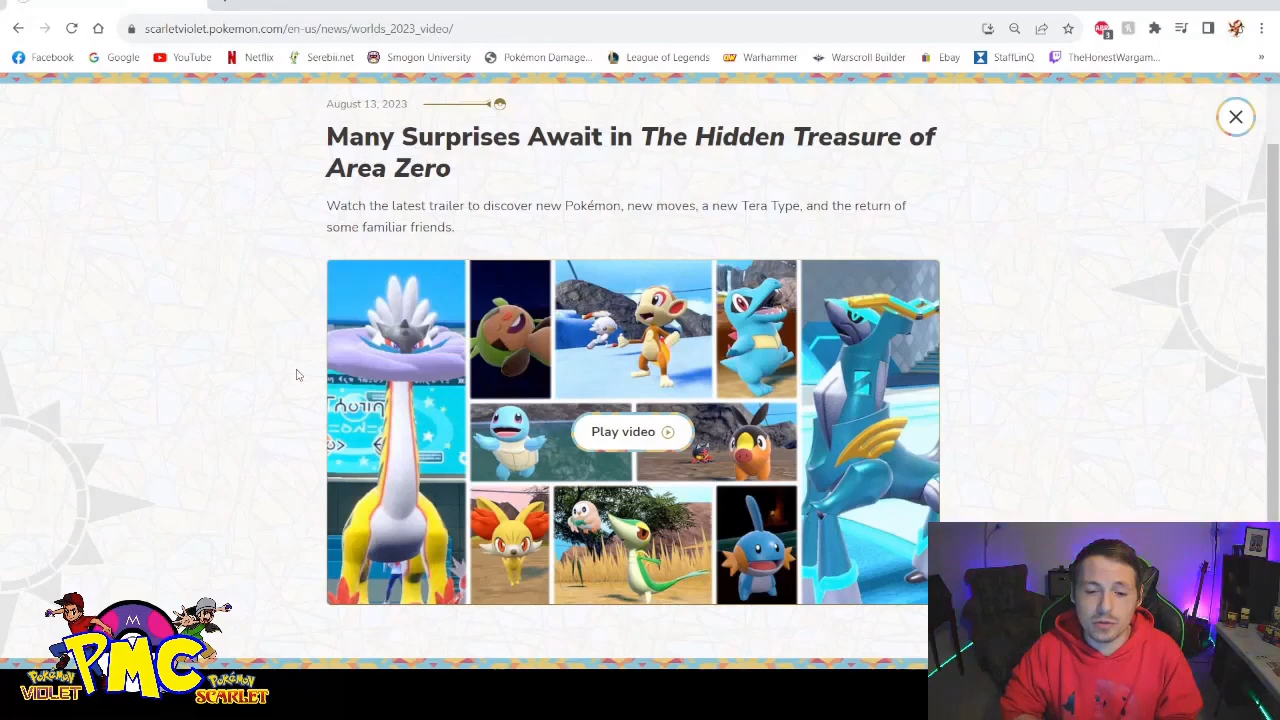 scarletviolet.pokemon.com/en-us/news/worlds_2023_video/
Facebook
Google
YouTube
Netflix
Serebii.net
Smogon University
Pokémon Damage...
League of Legends
Warhammer
Warscroll Builder
Ebay
StaffLinQ
TheHonestWargam...
»
August 13, 2023
Many Surprises Await in The Hidden Treasure of
Area Zero
Watch the latest trailer to discover new Pokémon, new moves, a new Tera Type, and the return of
some familiar friends.
Play video
M
PMC
Pokémon
VIOLET
Pokémon
SCARLET